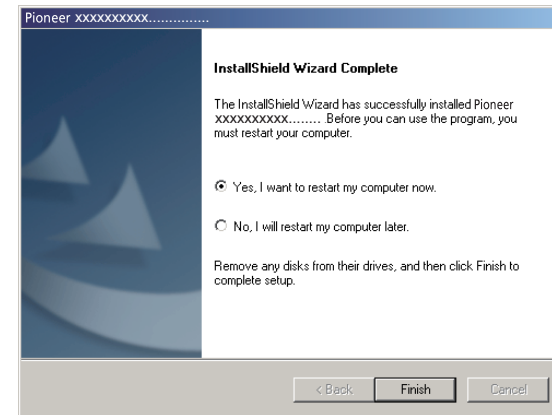 Pioneer xxxxxxxxxx...............
InstallShield Wizard Complete
The InstallShield Wizard has successfully installed Pioneer
xxxxxxxxxx........ .Before you can use the program, you
must restart your computer.
Yes, I want to restart my computer now.
No, I will restart my computer later.
Remove any disks from their drives, and then click Finish to
complete setup.
< Back Finish Cancel